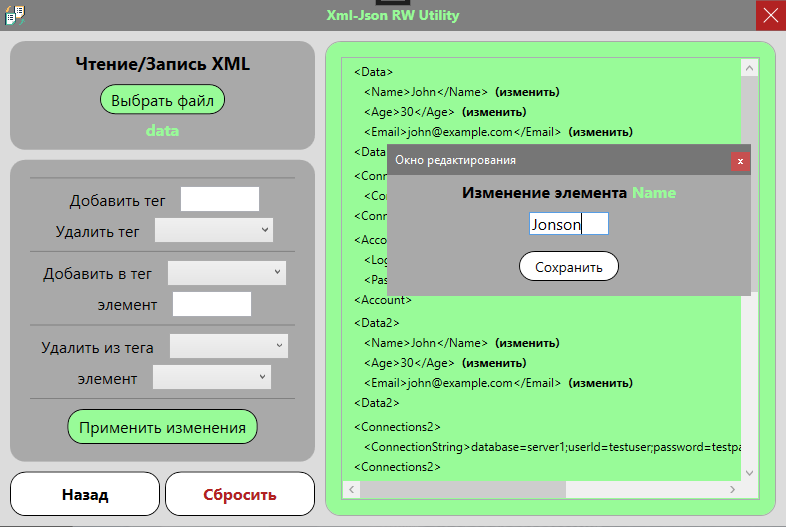 Xml-Json RW Utility
Чтение/Запись XML
Выбрать файл
data
Добавить тег
Удалить тег
Добавить в тег
элемент
Удалить из тега
элемент
Применить изменения
Назад
Сбросить
<Data>
<Name>John</Name> (изменить)
<Age>30</Age> (изменить)
<Email>john@example.com</Email> (изменить)
<Data
<Conn
<Co
<Conn
<Acco
<Log
<Pas
<Account>
<Data2>
<Name>John</Name> (изменить)
<Age>30</Age> (изменить)
<Email>john@example.com</Email> (изменить)
<Data2>
<Connections2>
<ConnectionString>database=server1;userId=testuser;password=testpa
<Connections2>
Окно редактирования
x
Изменение элемента Name
Jonson
Сохранить